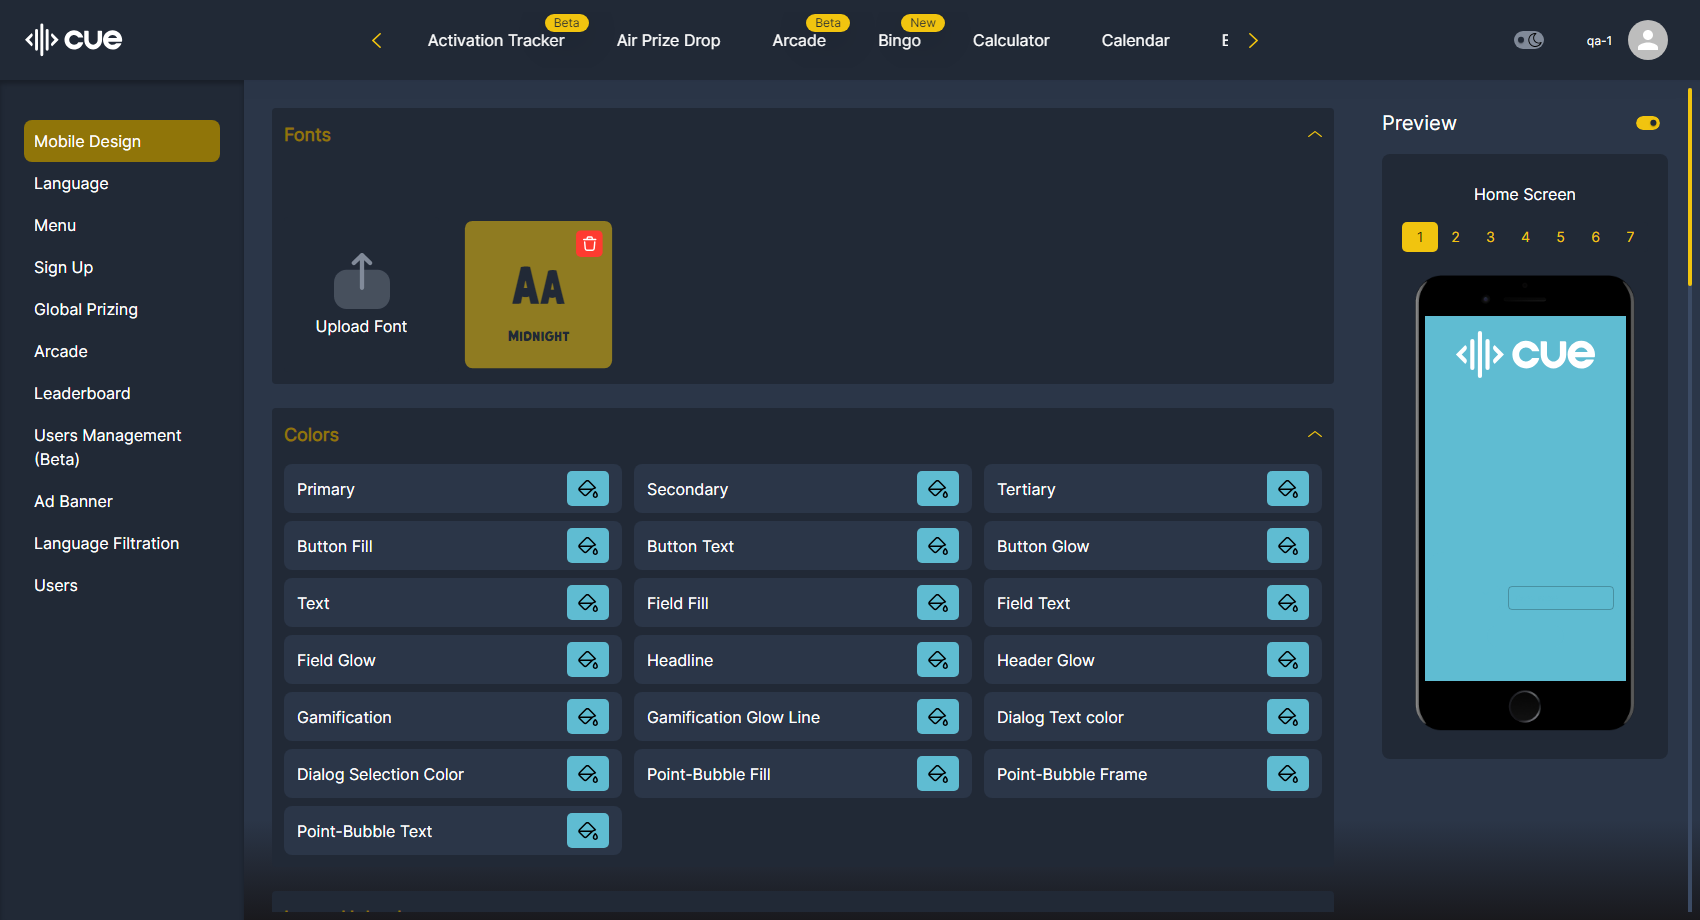 cue
Beta
Beta
New
Activation Tracker
Air Prize Drop
Arcade
Bingo
Calculator
Calendar
qa-1
Mobile Design
Language
Menu
Sign Up
Global Prizing
Arcade
Leaderboard
Users Management
(Beta)
Ad Banner
Language Filtration
Users
Fonts
Upload Font
AA
MIDNIGHT
Colors
Primary
Secondary
Tertiary
Button Fill
Button Text
Button Glow
Text
Field Fill
Field Text
Field Glow
Headline
Header Glow
Gamification
Gamification Glow Line
Dialog Text color
Dialog Selection Color
Point-Bubble Fill
Point-Bubble Frame
Point-Bubble Text
Preview
Home Screen
1 2 3 4 5 6 7
cue